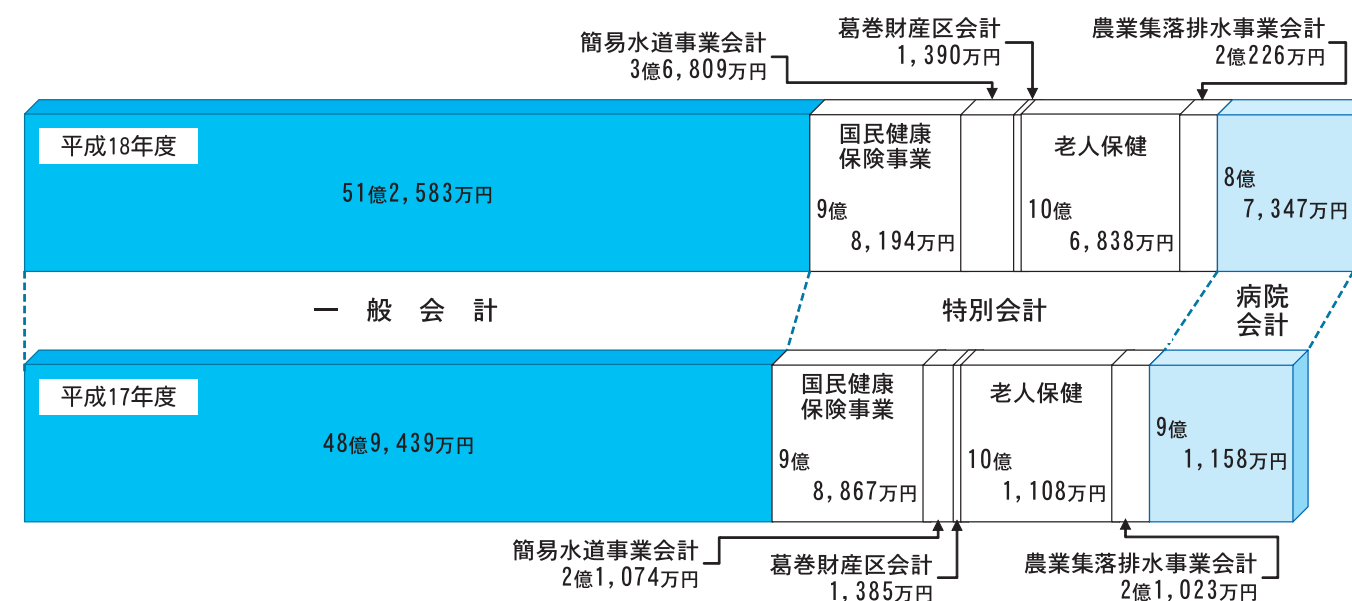 簡易水道事業会計
3億6,809万円
葛巻財産区会計
1,390万円
農業集落排水事業会計
2億226万円
平成18年度
51億2,583万円
国民健康
保険事業
9億
8,194万円
老人保健
10億
6,838万円
8億
7,347万円
一般会計
特別会計
病院
会計
平成17年度
48億9,439万円
国民健康
保険事業
9億
8,867万円
老人保健
10億
1,108万円
9億
1,158万円
簡易水道事業会計
2億1,074万円
葛巻財産区会計
1,385万円
農業集落排水事業会計
2億1,023万円